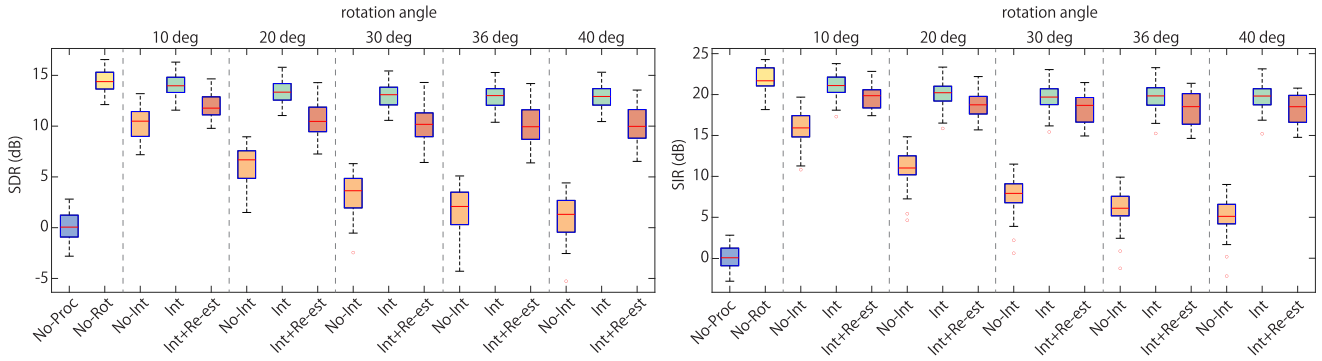 rotation angle
10 deg 20 deg 30 deg 36 deg 40 deg
SDR (dB)
15
10
5
0
−5
No-Proc No-Rot No-Int Int Int+Re-est No-Int Int Int+Re-est No-Int Int Int+Re-est No-Int Int Int+Re-est No-Int Int Int+Re-est
rotation angle
10 deg 20 deg 30 deg 36 deg 40 deg
SIR (dB)
25
20
15
10
5
0
No-Proc No-Rot No-Int Int Int+Re-est No-Int Int Int+Re-est No-Int Int Int+Re-est No-Int Int Int+Re-est No-Int Int Int+Re-est